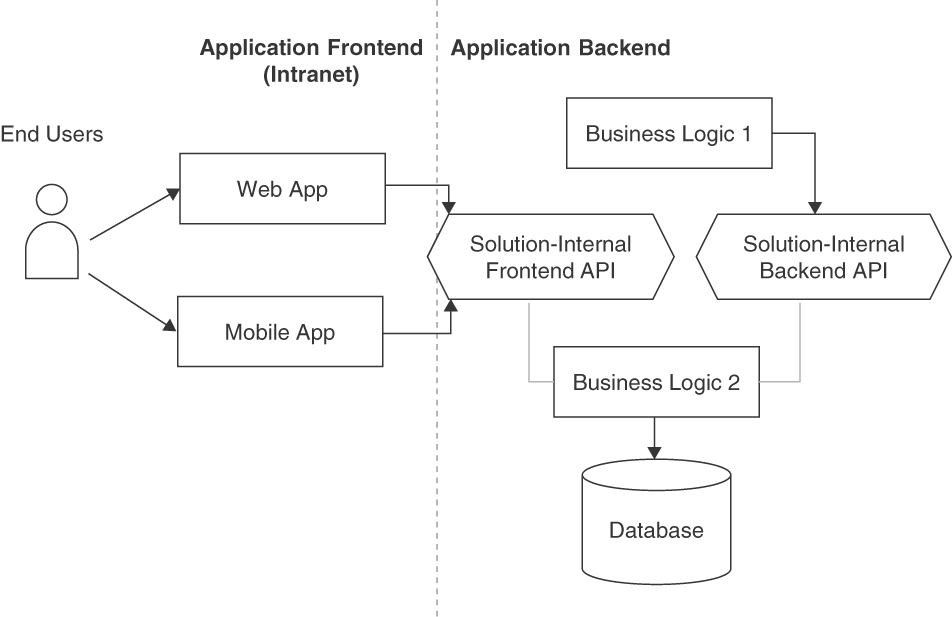 Application Frontend
(Intranet)
Application Backend
End Users
Business Logic 1
Web App
Solution-Internal
Frontend API
Solution-Internal
Backend API
Mobile App
Business Logic 2
Database